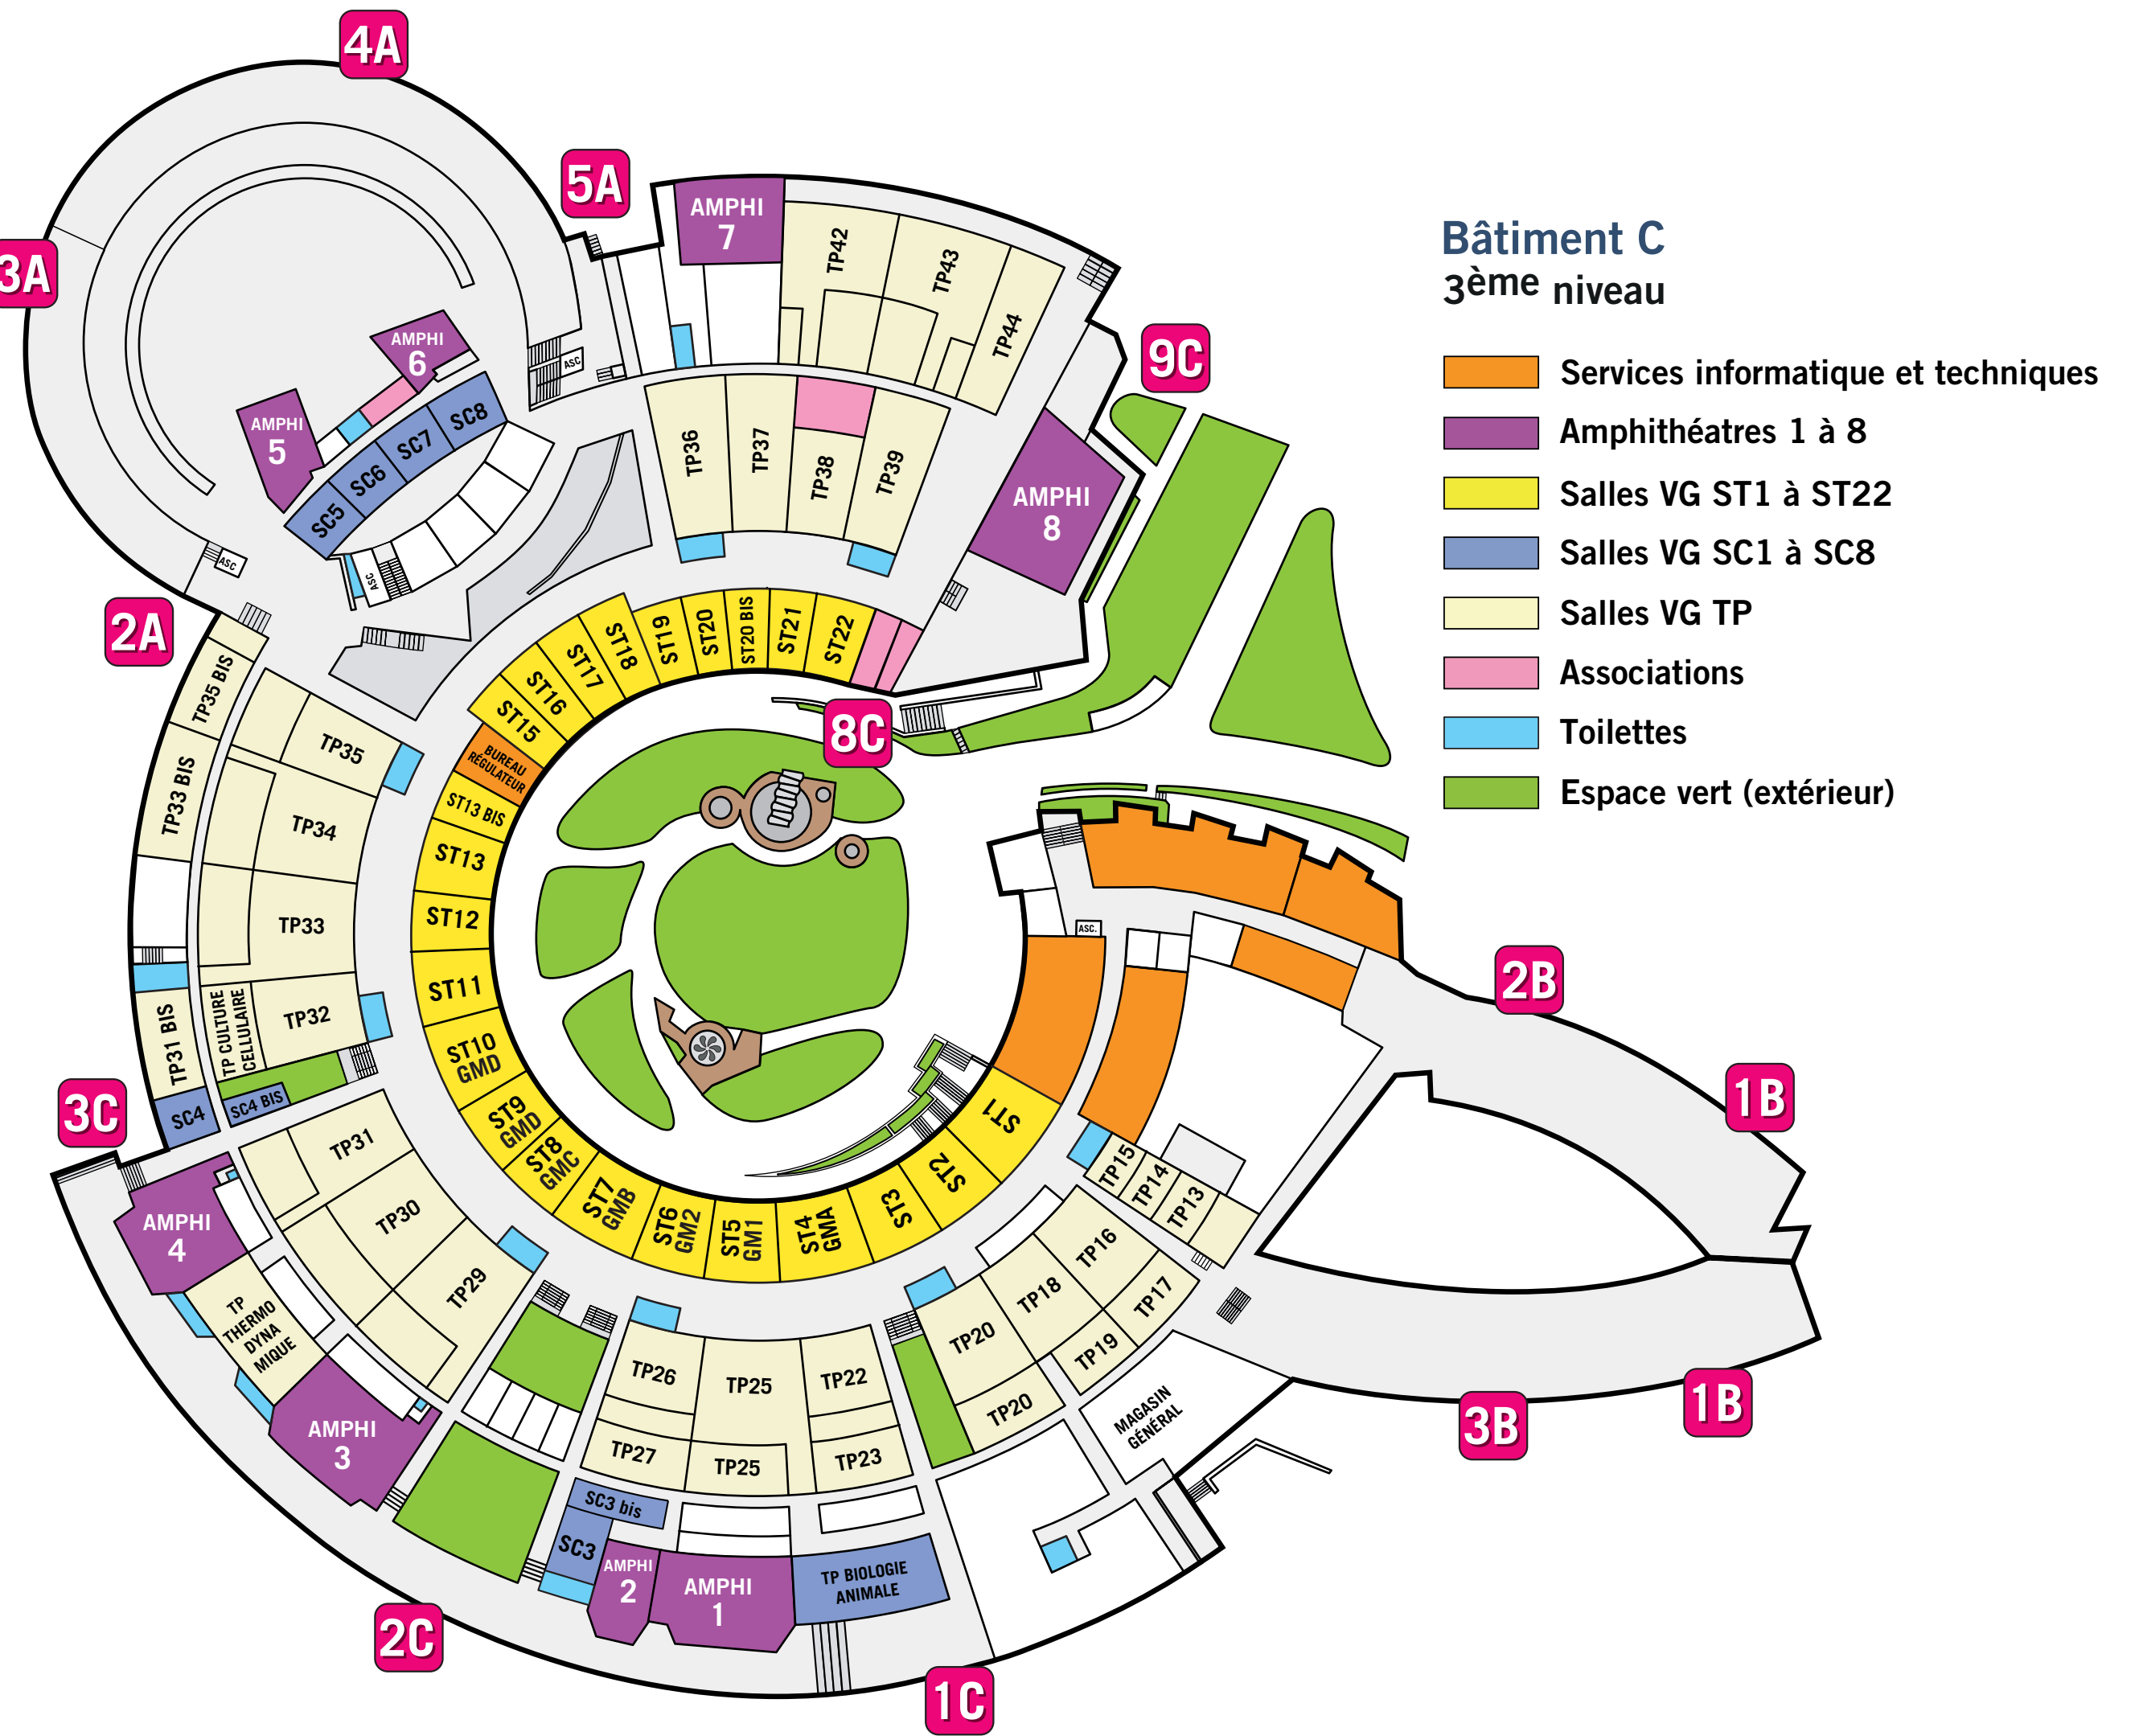 4A
5A
3A
AMPHI
7
TP42
TP43
TP44
9C
Bâtiment C
3ème niveau
Services informatique et techniques
Amphithéatres 1 à 8
Salles VG ST1 à ST22
Salles VG SC1 à SC8
Salles VG TP
Associations
Toilettes
Espace vert (extérieur)
AMPHI
6
AMPHI
5
SC8
SC7
SC6
SC5
ASC
ASC
ASC
TP36
TP37
TP38
TP39
AMPHI
8
2A
ST22
ST21
ST20 BIS
ST20
ST19
ST18
ST17
ST16
ST15
BUREAU
RÉGULATEUR
ST13 BIS
ST13
ST12
ST11
ST10
GMD
ST9
GMD
ST8
GMC
ST7
GMB
ST6
GM2
ST5
GM1
ST4
GMA
ST3
ST2
ST1
8C
TP35 BIS
TP33 BIS
TP31 BIS
TP35
TP34
TP33
TP32
TP CULTURE
CELLULAIRE
SC4
SC4 BIS
3C
ASC.
2B
1B
1B
3B
TP31
TP30
TP29
AMPHI
4
TP
THERMO
DYNA
MIQUE
AMPHI
3
TP15
TP14
TP13
TP16
TP17
TP18
TP19
TP20
TP20
MAGASIN
GÉNÉRAL
TP26
TP25
TP22
TP27
TP25
TP23
SC3 bis
SC3
AMPHI
2
AMPHI
1
TP BIOLOGIE
ANIMALE
2C
1C